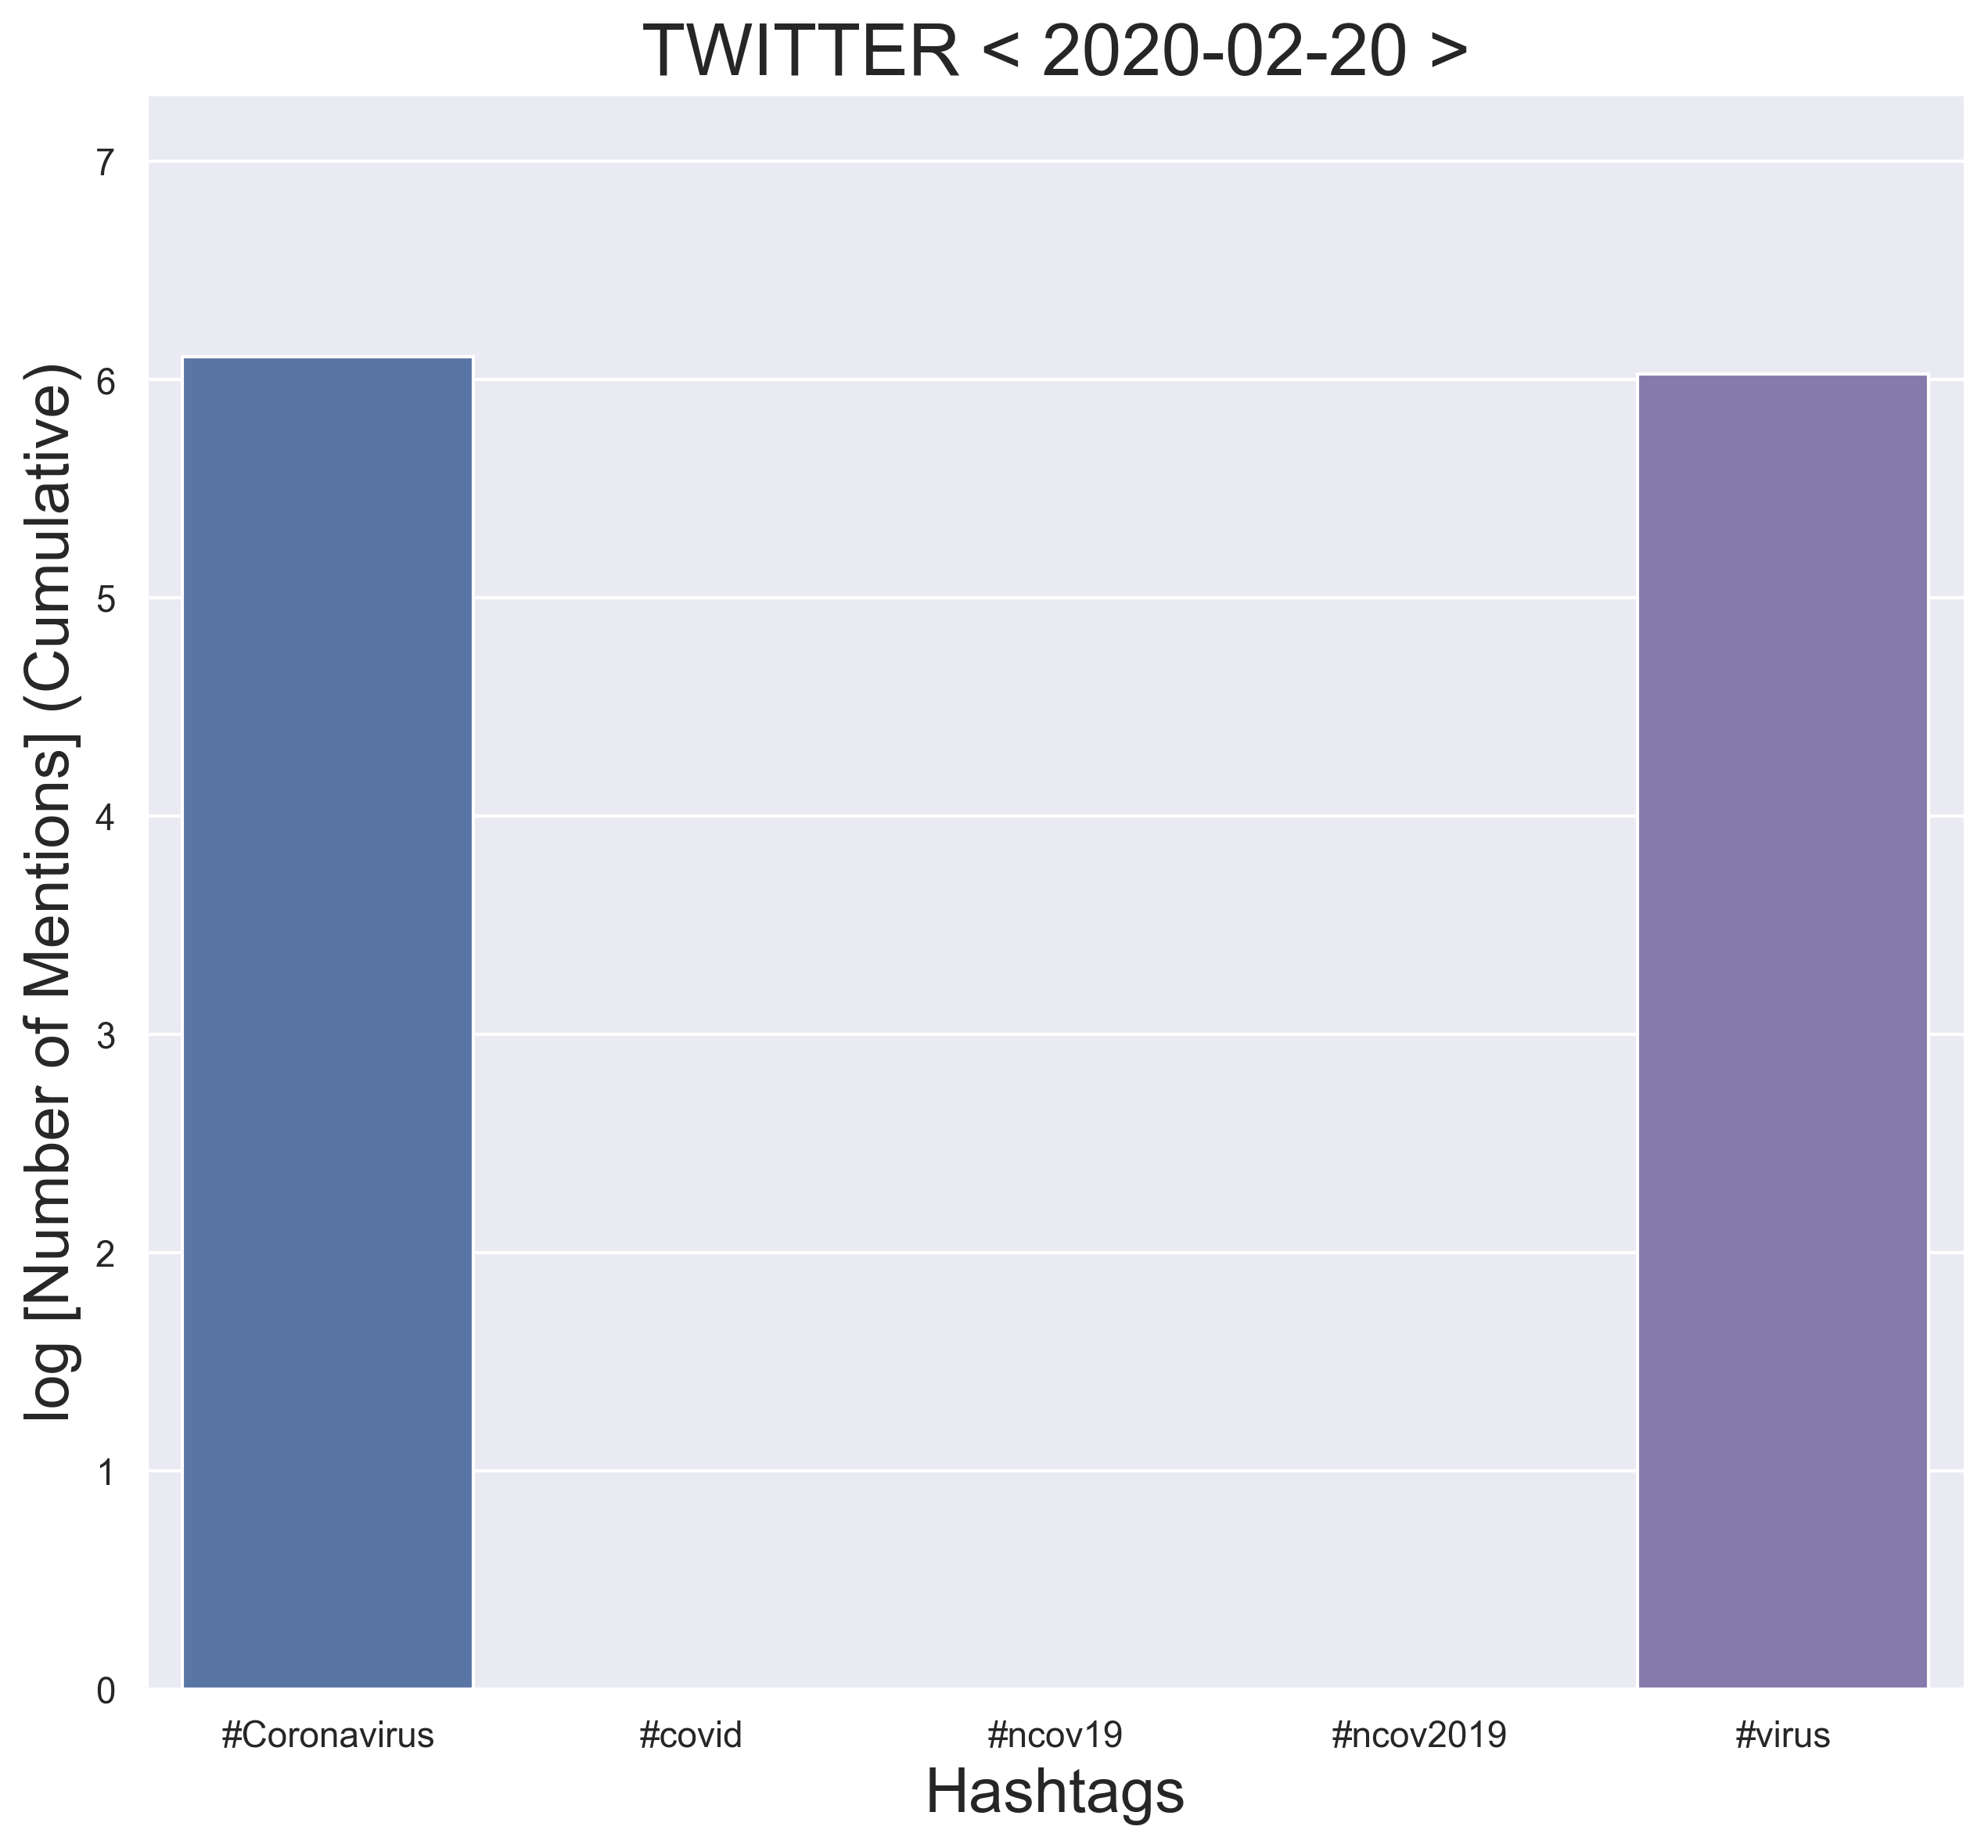 TWITTER < 2020-02-20 >
log [Number of Mentions] (Cumulative)
7
6
5
4
3
2
1
0
#Coronavirus
#covid
#ncov19
#ncov2019
#virus
Hashtags